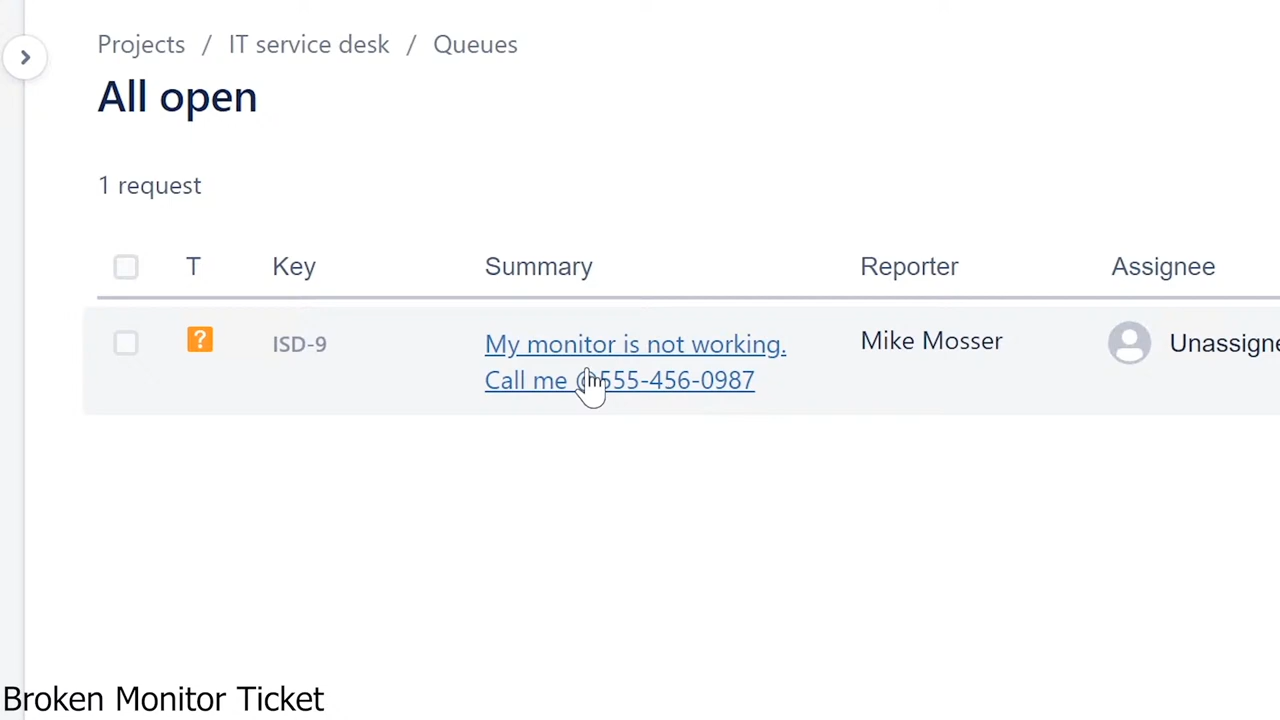 Projects / IT service desk / Queues
All open
1 request
T Key Summary Reporter Assignee
? ISD-9 My monitor is not working. Mike Mosser Unassigne
Call me @555-456-0987
Broken Monitor Ticket